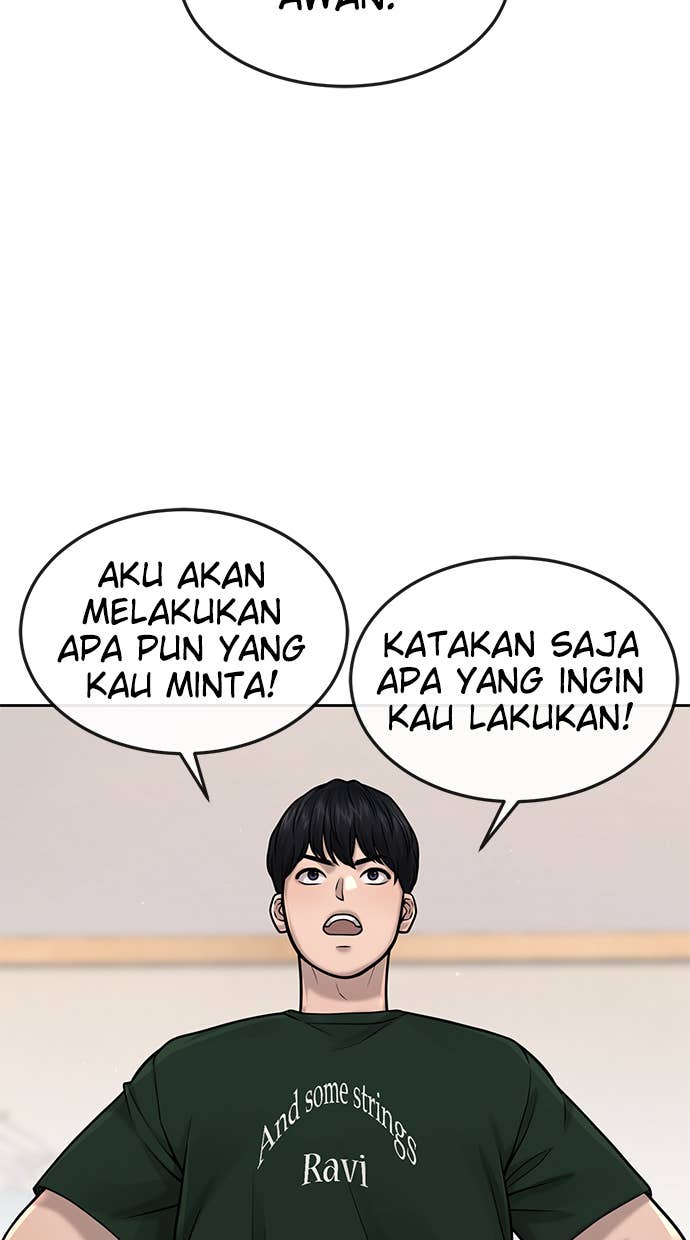 AWAN!
AKU AKAN
MELAKUKAN
APA PUN YANG
KAU MINTA!
KATAKAN SAJA
APA YANG INGIN
KAU LAKUKAN!
And some strings
Ravi